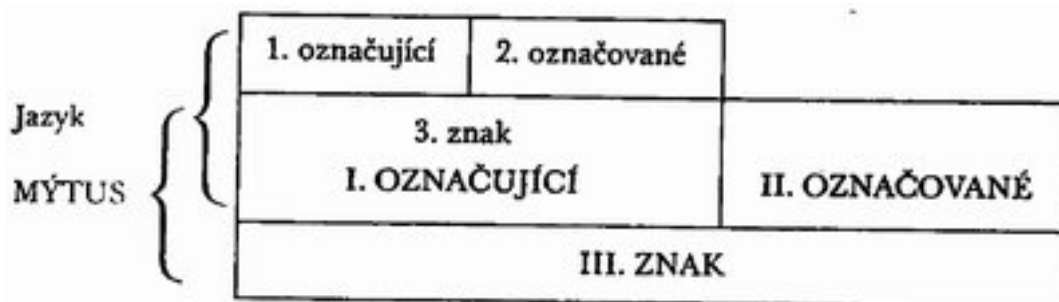 1. označující 2. označované
Jazyk
3. znak
MÝTUS
I. OZNAČUJÍCÍ II. OZNAČOVANÉ
III. ZNAK